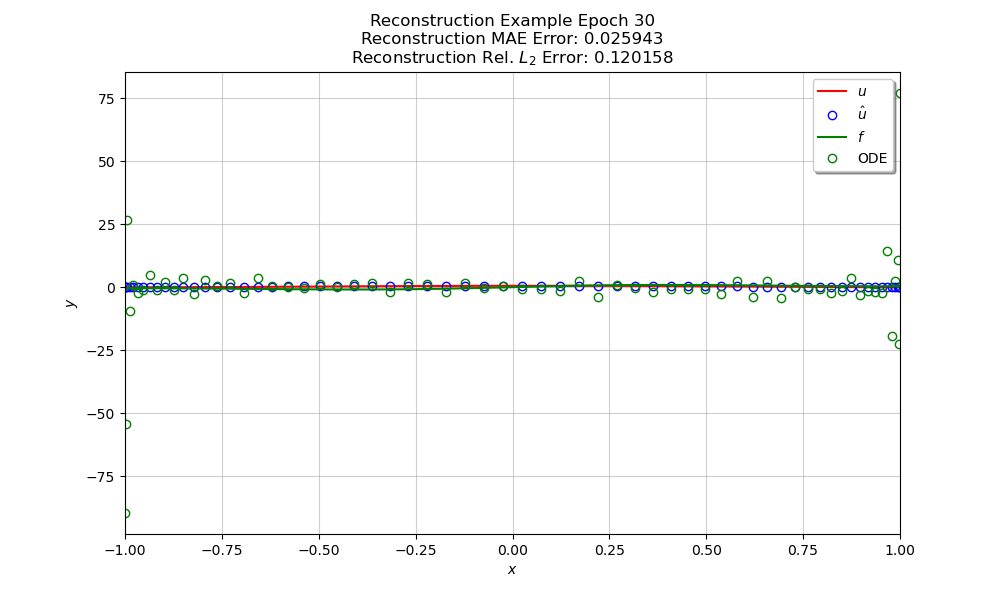 Reconstruction Example Epoch 30
Reconstruction MAE Error: 0.025943
Reconstruction Rel. L₂ Error: 0.120158
u
û
f
ODE
75
50
25
0
−25
−50
−75
y
−1.00 −0.75 −0.50 −0.25 0.00 0.25 0.50 0.75 1.00
x